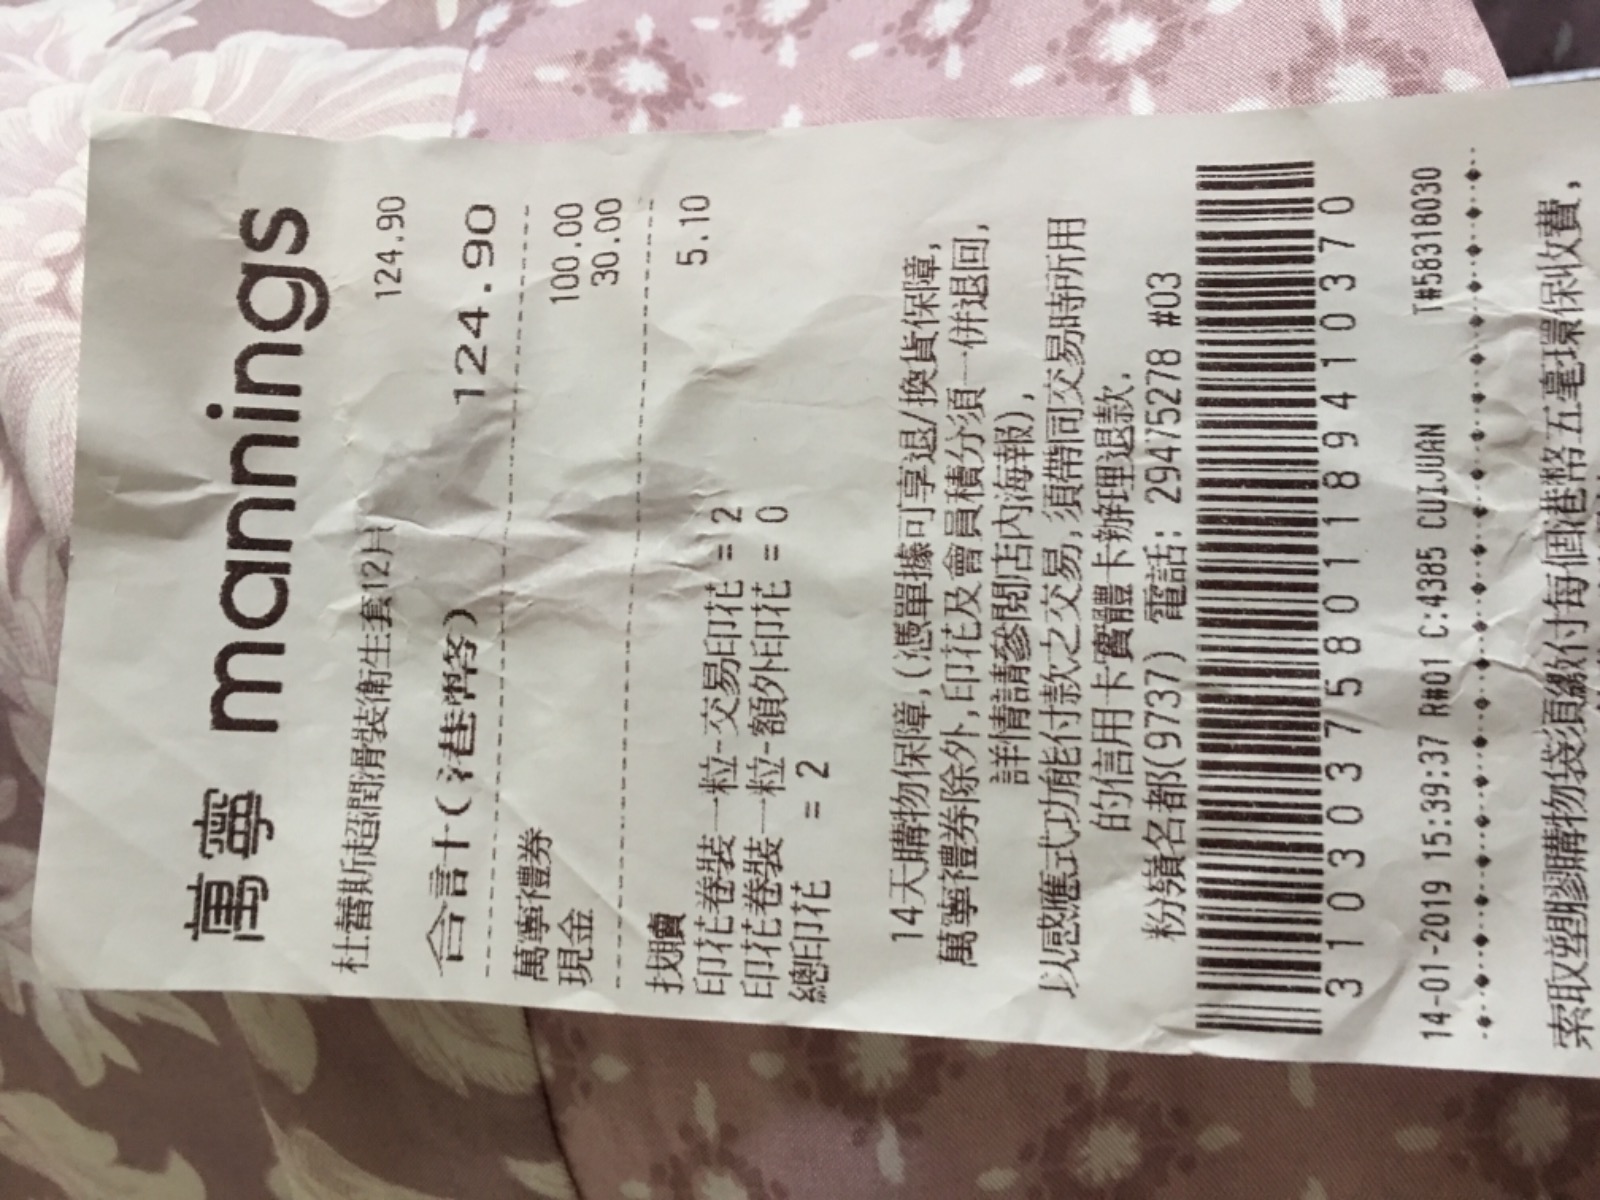 萬寧 mannings
杜蕾斯超潤滑裝衛生套12片 124.90
合計(港幣) 124.90
萬寧禮券 100.00
現金 30.00
找贖 5.10
印花卷裝一粒-交易印花 = 2
印花卷裝一粒-額外印花 = 0
總印花 = 2
14天購物保障,(憑單據可享退/換貨保障,
萬寧禮券除外,印花及會員積分須一併退回,
詳情請參閱店內海報),
以感應式功能付款之交易,須帶同交易時所用
的信用卡實體卡辦理退款.
粉嶺名都(9737) 電話: 29475278 #03
31030375801189410370
14-01-2019 15:39:37 R#01 C:4385 CUIJUAN T#58318030
索取塑膠購物袋須繳付每個港幣五毫環保收費,